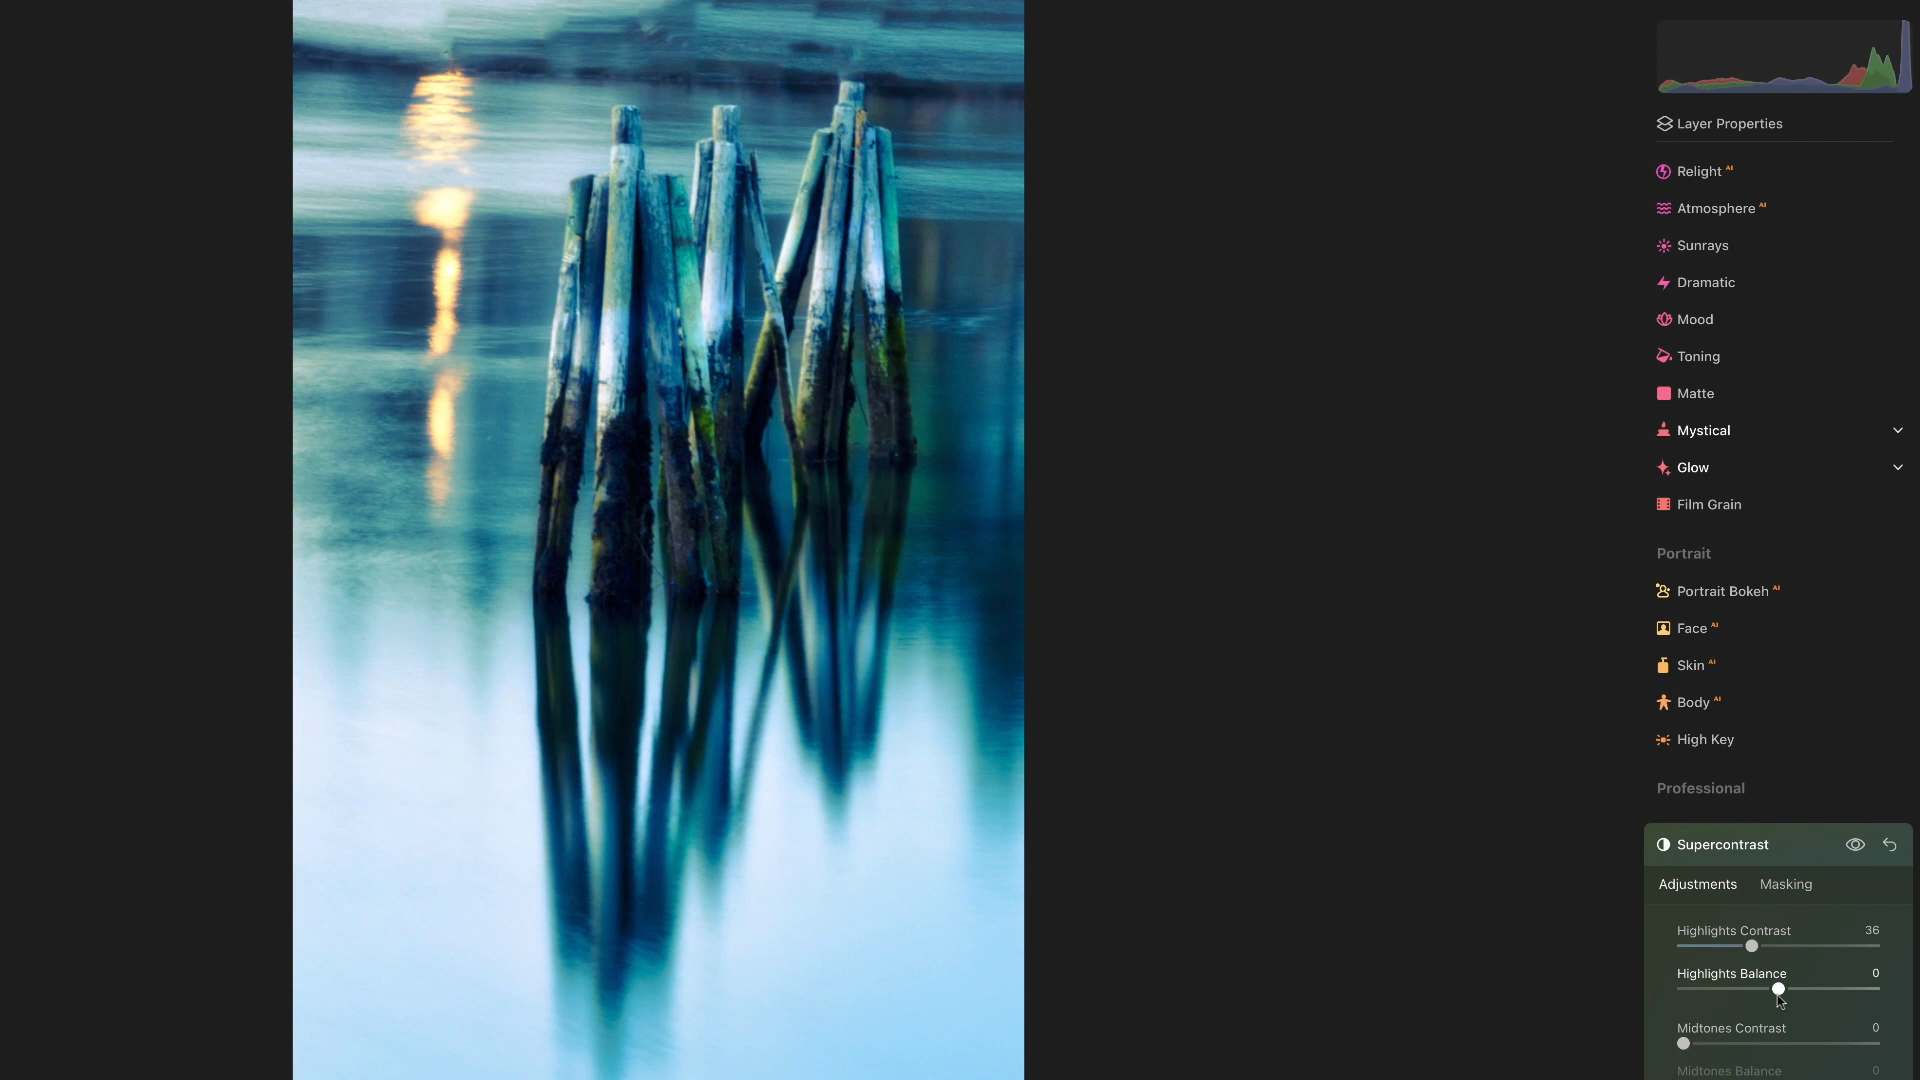 Layer Properties
Relight AI
Atmosphere AI
Sunrays
Dramatic
Mood
Toning
Matte
Mystical
Glow
Film Grain
Portrait
Portrait Bokeh AI
Face AI
Skin AI
Body AI
High Key
Professional
Supercontrast
Adjustments Masking
Highlights Contrast 36
Highlights Balance 0
Midtones Contrast 0
Midtones Balance 0